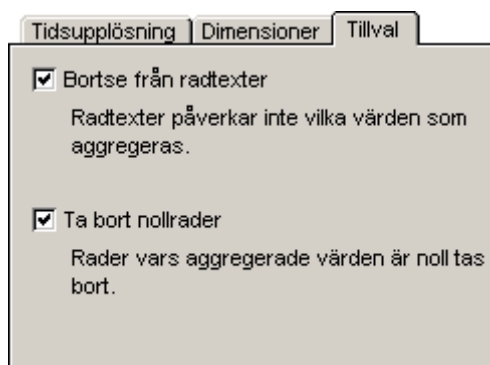 Tidsupplösning Dimensioner Tillval
Bortse från radtexter
Radtexter påverkar inte vilka värden som
aggregeras.
Ta bort nollrader
Rader vars aggregerade värden är noll tas
bort.